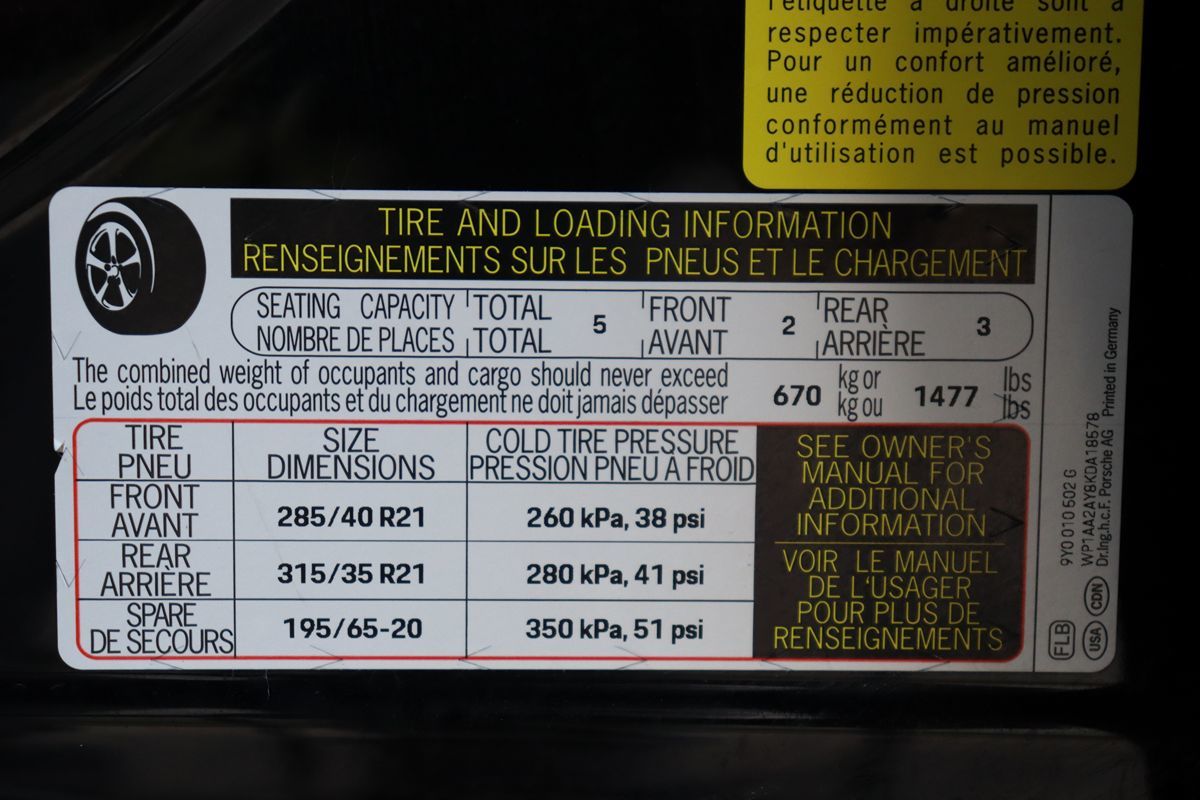 l'étiquette à droite sont à
respecter impérativement.
Pour un confort amélioré,
une réduction de pression
conformément au manuel
d'utilisation est possible.
TIRE AND LOADING INFORMATION
RENSEIGNEMENTS SUR LES PNEUS ET LE CHARGEMENT
SEATING CAPACITY TOTAL 5 FRONT 2 REAR 3
NOMBRE DE PLACES TOTAL AVANT ARRIÈRE
The combined weight of occupants and cargo should never exceed 670 kg or 1477 lbs
Le poids total des occupants et du chargement ne doit jamais dépasser kg ou lbs
TIRE SIZE COLD TIRE PRESSURE
PNEU DIMENSIONS PRESSION PNEU A FROID
FRONT
AVANT 285/40 R21 260 kPa, 38 psi
REAR
ARRIÈRE 315/35 R21 280 kPa, 41 psi
SPARE
DE SECOURS 195/65-20 350 kPa, 51 psi
SEE OWNER'S
MANUAL FOR
ADDITIONAL
INFORMATION
VOIR LE MANUEL
DE L'USAGER
POUR PLUS DE
RENSEIGNEMENTS
9Y0 010 502 G
WP1AA2AY8KDA18578
Dr.Ing.h.c.F. Porsche AG Printed in Germany
FLB USA CDN